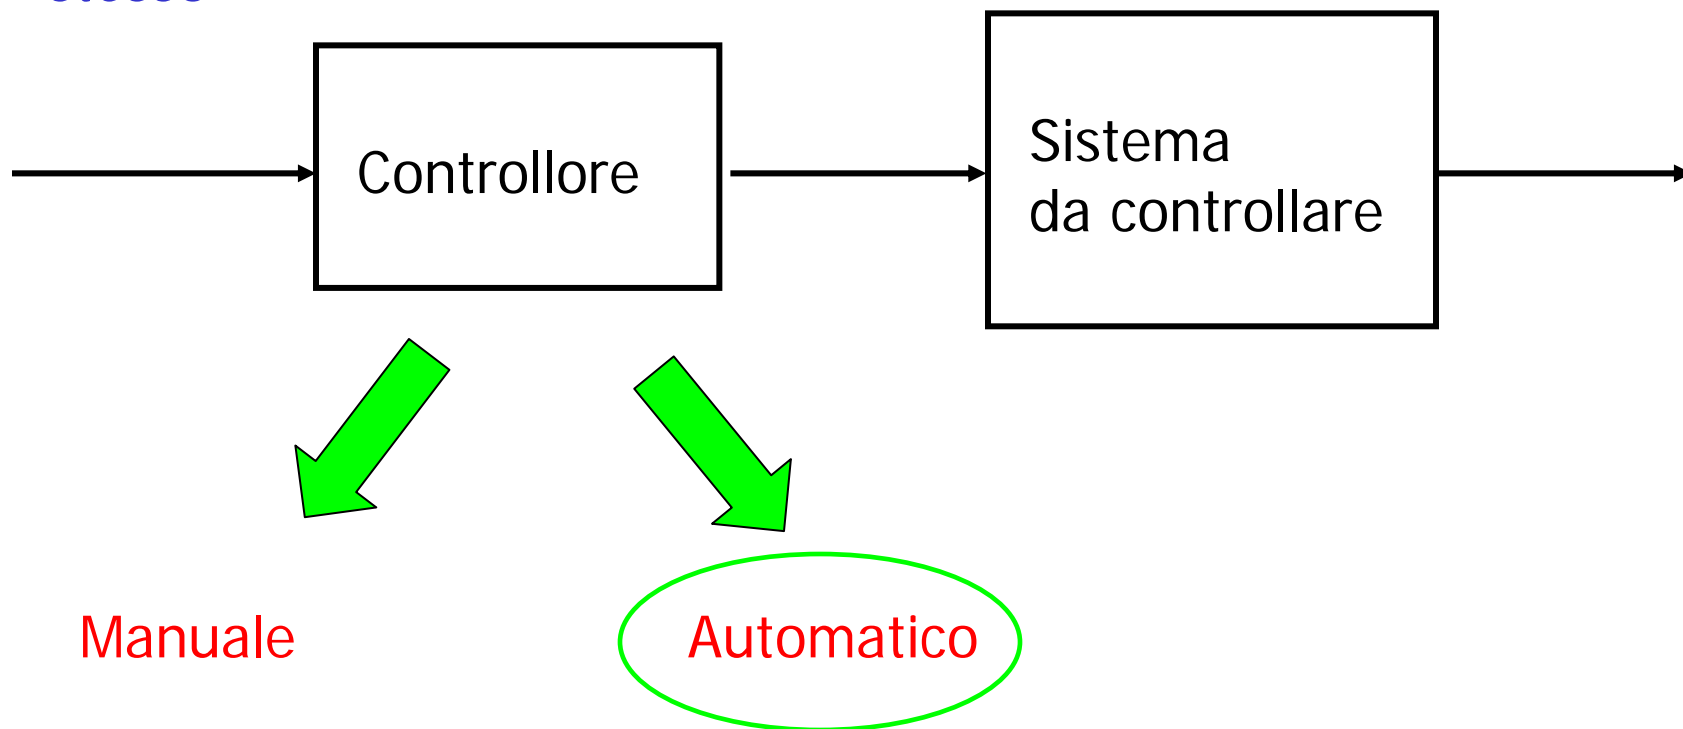 Controllore
Sistema
da controllare
Manuale
Automatico